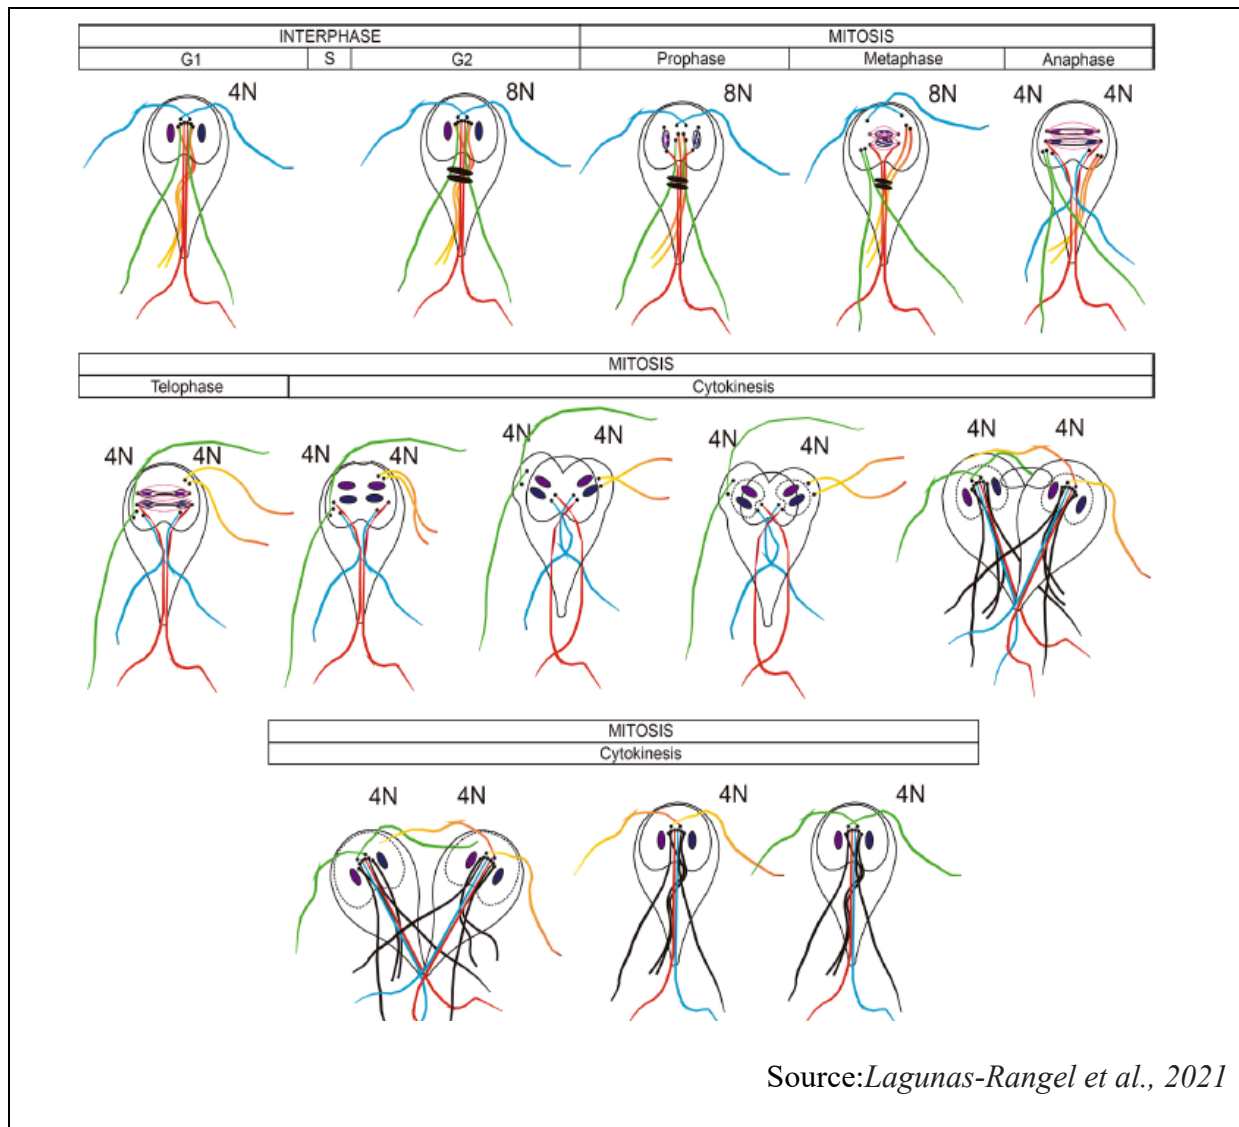 INTERPHASE MITOSIS
G1 S G2 Prophase Metaphase Anaphase
4N 8N 8N 8N 4N 4N
MITOSIS
Telophase Cytokinesis
4N 4N 4N 4N 4N 4N 4N 4N 4N 4N
MITOSIS
Cytokinesis
4N 4N 4N 4N
Source:Lagunas-Rangel et al., 2021